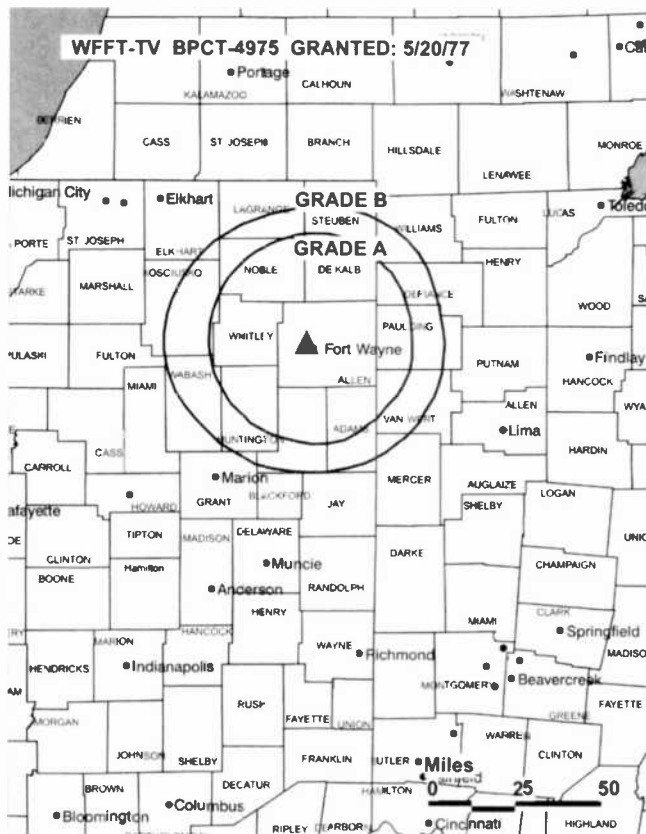 WFFT-TV BPCT-4975 GRANTED: 5/20/77
Portage
CALHOUN
WASHTENAW
KALAMAZOO
BERRIEN
CASS
ST JOSEPH
BRANCH
HILLSDALE
MONROE
LENAWEE
Michigan City
Elkhart
GRADE B
LAGRANGE
STEUBEN
WILLIAMS
FULTON
LUCAS
Toledo
PORTE
ST JOSEPH
ELKHART
GRADE A
HENRY
STARKE
KOSCIUSKO
NOBLE
DE KALB
MARSHALL
DEFIANCE
WOOD
WHITLEY
PAULDING
Fort Wayne
PULASKI
FULTON
PUTNAM
Findlay
WABASH
ALLEN
HANCOCK
MIAMI
ALLEN
WYA
VAN WERT
ADAMS
Lima
HUNTINGTON
CASS
HARDIN
CARROLL
Marion
MERCER
AUGLAIZE
LOGAN
GRANT
BLACKFORD
JAY
HOWARD
SHELBY
afayette
TIPTON
MADISON
DELAWARE
UNIO
CLINTON
Hamilton
Muncie
DARKE
CHAMPAIGN
BOONE
Anderson
RANDOLPH
HENRY
CLARK
MIAMI
Springfield
MARION
HANCOCK
WAYNE
Richmond
MADISO
HENDRICKS
Indianapolis
MONTGOMERY
Beavercreek
RUSH
FAYETTE
MORGAN
FAYETTE
UNION
GREENE
WARREN
JOHNSON
SHELBY
FRANKLIN
BUTLER
Miles
CLINTON
DECATUR
HAMILTON
BROWN
0 25 50
Columbus
Bloomington
RIPLEY
DEARBORN
Cincinnati
HIGHLAND